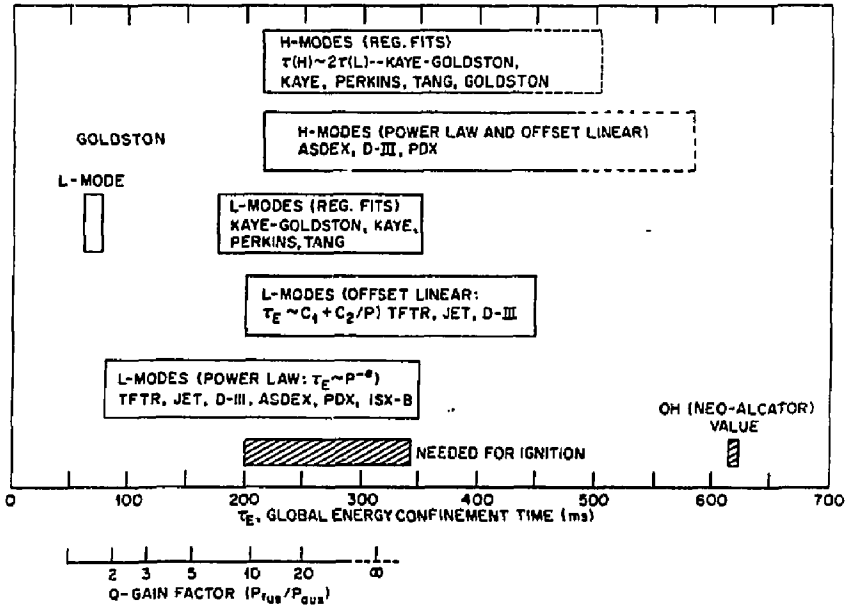 H-MODES (REG. FITS)
τ(H)~2τ(L)--KAYE-GOLDSTON,
KAYE, PERKINS, TANG, GOLDSTON
H-MODES (POWER LAW AND OFFSET LINEAR)
ASDEX, D-III, PDX
GOLDSTON
L-MODE
L-MODES (REG. FITS)
KAYE-GOLDSTON, KAYE,
PERKINS, TANG
L-MODES (OFFSET LINEAR:
τE ~C1 + C2/P) TFTR, JET, D-III
L-MODES (POWER LAW: τE~P⁻ᵅ)
TFTR, JET, D-III, ASDEX, PDX, ISX-B
OH (NEO-ALCATOR)
VALUE
NEEDED FOR IGNITION
0 100 200 300 400 500 600 700
τE, GLOBAL ENERGY CONFINEMENT TIME (ms)
2 3 5 10 20 ∞
Q-GAIN FACTOR (Pfus/Paux)